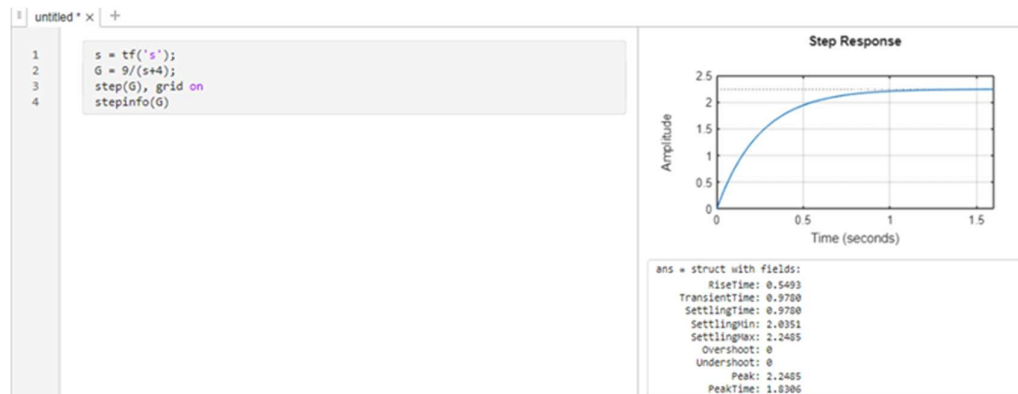 untitled * × +
1 s = tf('s');
2 G = 9/(s+4);
3 step(G), grid on
4 stepinfo(G)
Step Response
2.5
2
1.5
1
0.5
0
Amplitude
0 0.5 1 1.5
Time (seconds)
ans = struct with fields:
RiseTime: 0.5493
TransientTime: 0.9780
SettlingTime: 0.9780
SettlingMin: 2.0351
SettlingMax: 2.2485
Overshoot: 0
Undershoot: 0
Peak: 2.2485
PeakTime: 1.8306